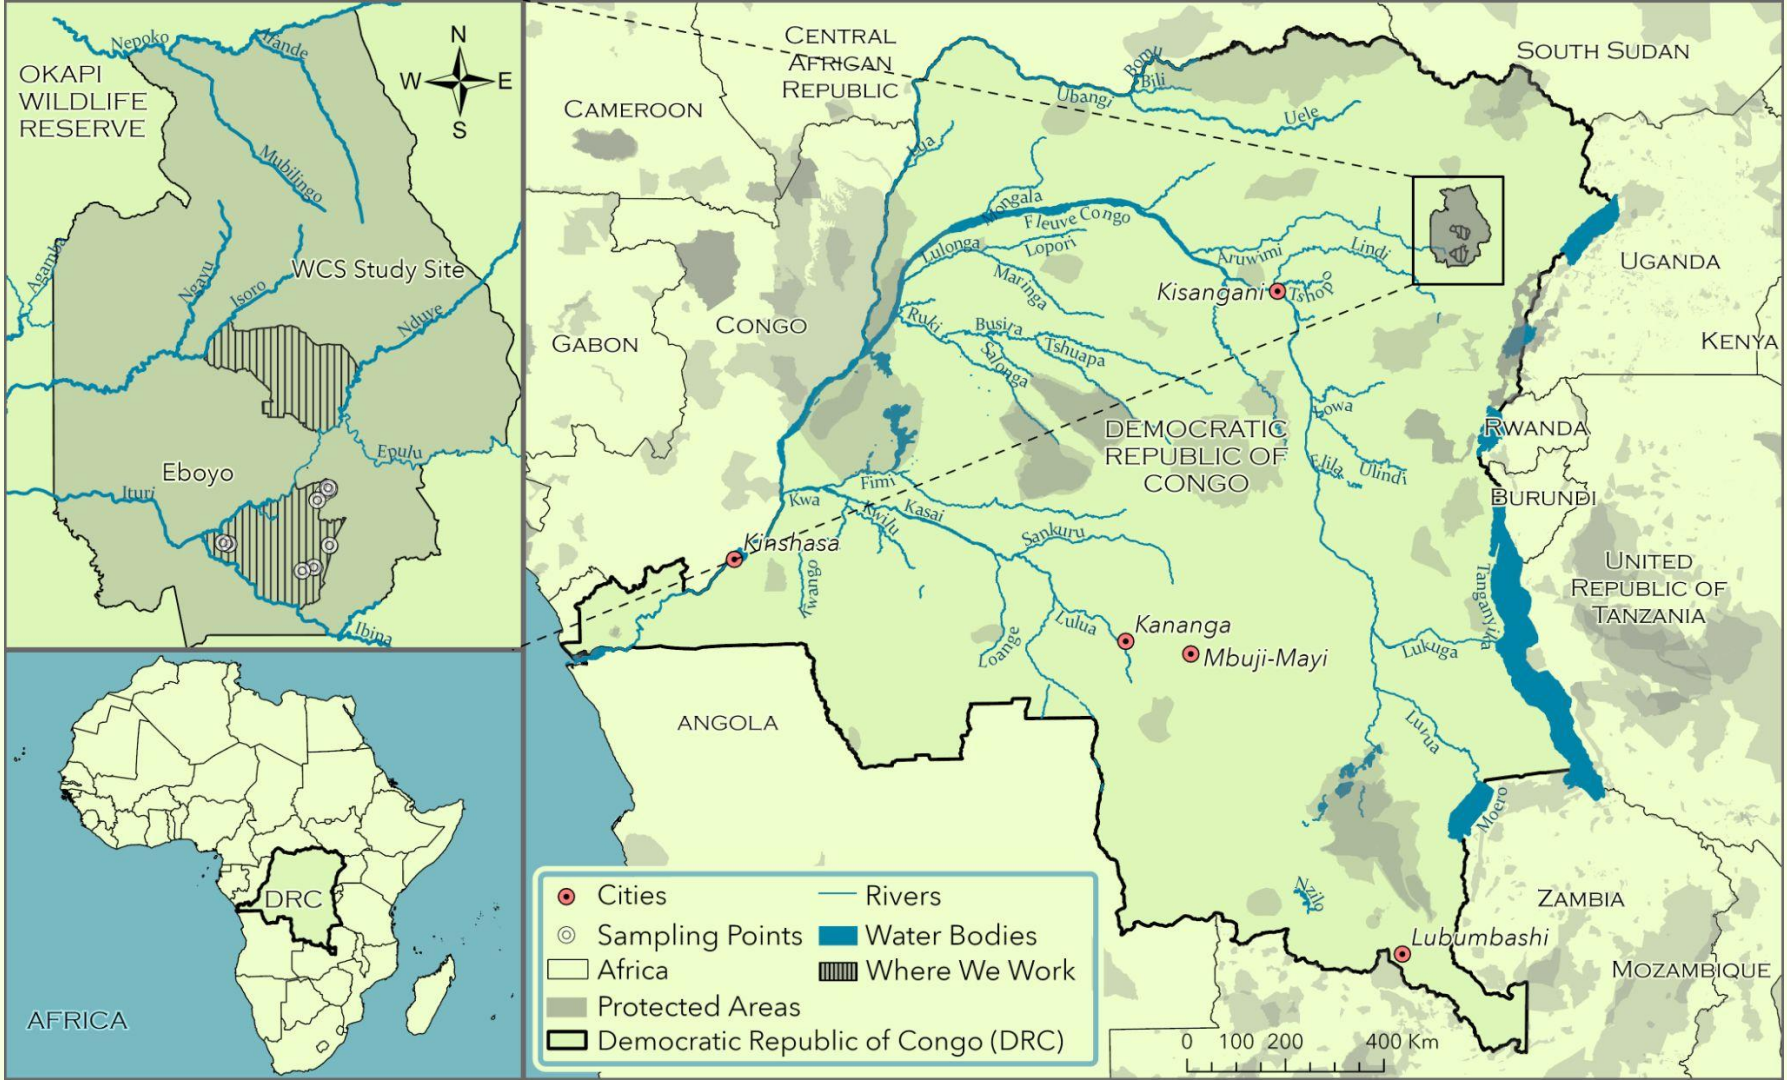 OKAPI
WILDLIFE
RESERVE
N
W
E
S
Nepoko
Afande
Mubilingo
Agamba
Ngayu
Isoro
WCS Study Site
Nduye
Epulu
Eboyo
Ituri
Ibina
DRC
AFRICA
CENTRAL
AFRICAN
REPUBLIC
SOUTH SUDAN
CAMEROON
Bomu
Bili
Ubangi
Uele
Lua
Mongala
Fleuve Congo
Lulonga
Lopori
Maringa
Aruwimi
Lindi
Kisangani
Tshopo
UGANDA
KENYA
CONGO
GABON
Ruki
Busira
Tshuapa
Salonga
Lowa
RWANDA
DEMOCRATIC
REPUBLIC OF
CONGO
Elila
Ulindi
BURUNDI
Fimi
Kwa
Kasai
Kwilu
Sankuru
Kinshasa
Kwango
UNITED
REPUBLIC OF
TANZANIA
Tanganyika
Kananga
Lulua
Loange
Mbuji-Mayi
Lukuga
ANGOLA
Luvua
Moero
Nzilo
ZAMBIA
Lubumbashi
MOZAMBIQUE
Cities
Rivers
Sampling Points
Water Bodies
Africa
Where We Work
Protected Areas
Democratic Republic of Congo (DRC)
0 100 200 400 Km